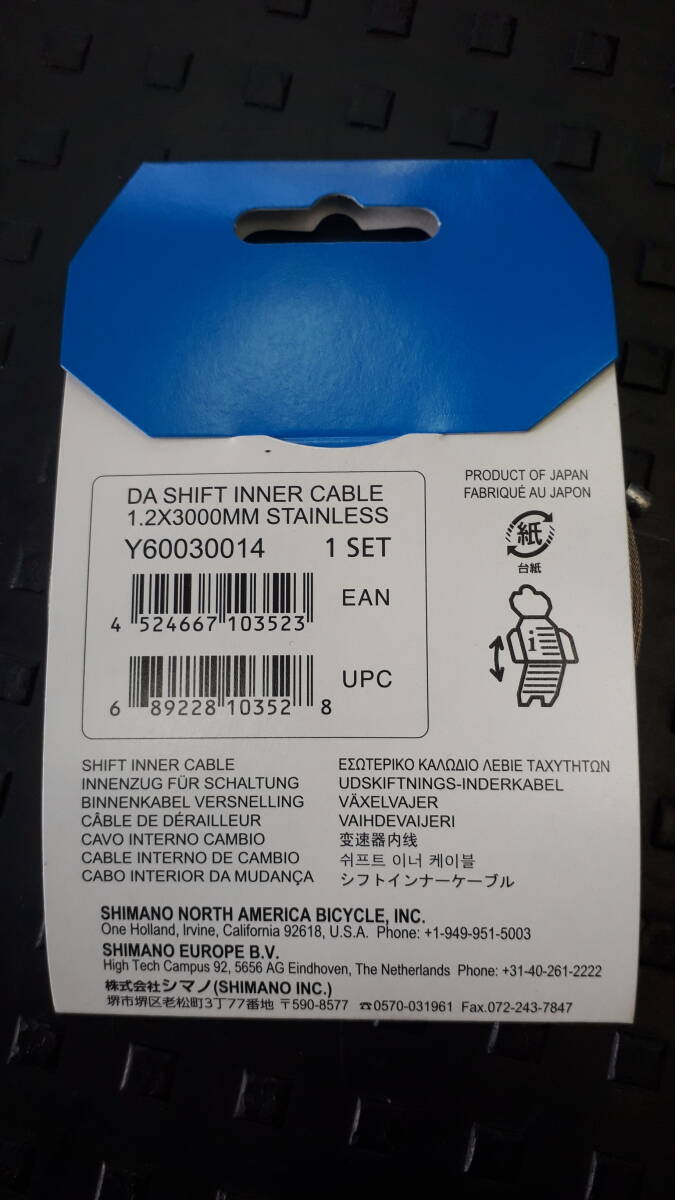 DA SHIFT INNER CABLE
1.2X3000MM STAINLESS
Y60030014 1 SET
EAN
4 524667 103523
UPC
6 89228 10352 8
PRODUCT OF JAPAN
FABRIQUÉ AU JAPON
紙
台紙
i
SHIFT INNER CABLE
INNENZUG FÜR SCHALTUNG
BINNENKABEL VERSNELLING
CÂBLE DE DÉRAILLEUR
CAVO INTERNO CAMBIO
CABLE INTERNO DE CAMBIO
CABO INTERIOR DA MUDANÇA
ΕΣΩΤΕΡΙΚΟ ΚΑΛΩΔΙΟ ΛΕΒΙΕ ΤΑΧΥΤΗΤΩΝ
UDSKIFTNINGS-INDERKABEL
VÄXELVAJER
VAIHDEVAIJERI
变速器内线
쉬프트 이너 케이블
シフトインナーケーブル
SHIMANO NORTH AMERICA BICYCLE, INC.
One Holland, Irvine, California 92618, U.S.A. Phone: +1-949-951-5003
SHIMANO EUROPE B.V.
High Tech Campus 92, 5656 AG Eindhoven, The Netherlands Phone: +31-40-261-2222
株式会社シマノ(SHIMANO INC.)
堺市堺区老松町3丁77番地 〒590-8577 ☎0570-031961 Fax.072-243-7847